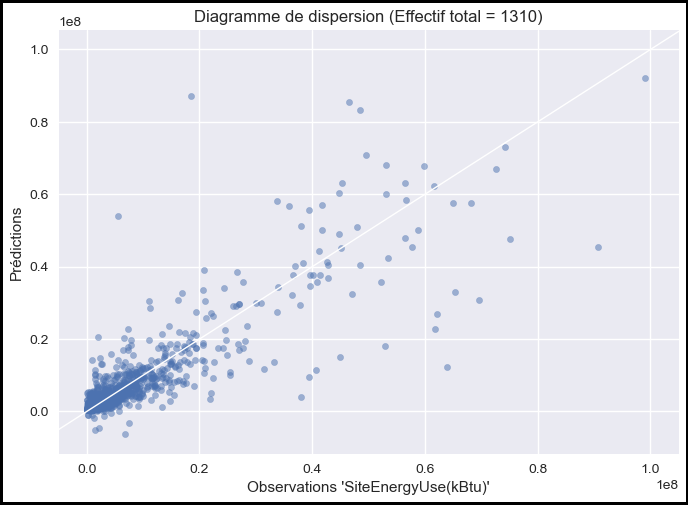 Diagramme de dispersion (Effectif total = 1310)
1e8
1.0
0.8
0.6
0.4
0.2
0.0
Prédictions
0.0 0.2 0.4 0.6 0.8 1.0
1e8
Observations 'SiteEnergyUse(kBtu)'